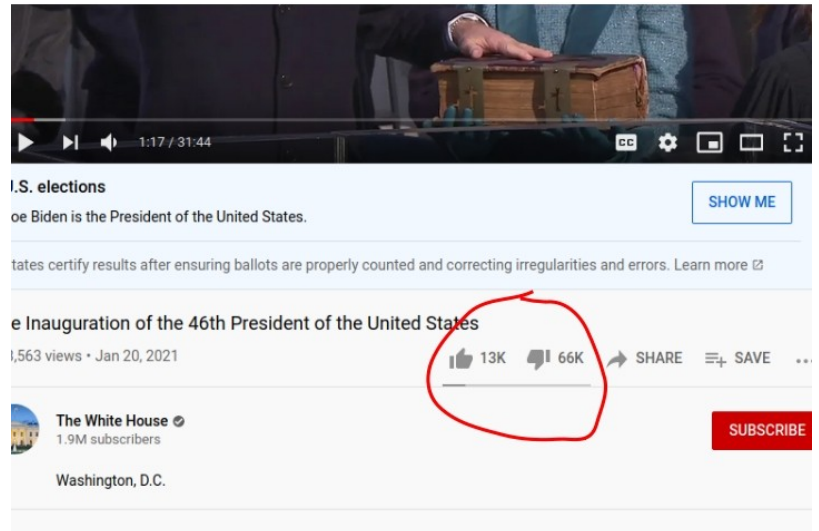 1:17 / 31:44
CC
.S. elections
oe Biden is the President of the United States.
SHOW ME
tates certify results after ensuring ballots are properly counted and correcting irregularities and errors. Learn more
e Inauguration of the 46th President of the United States
,563 views • Jan 20, 2021
13K 66K SHARE SAVE
The White House
1.9M subscribers
SUBSCRIBE
Washington, D.C.